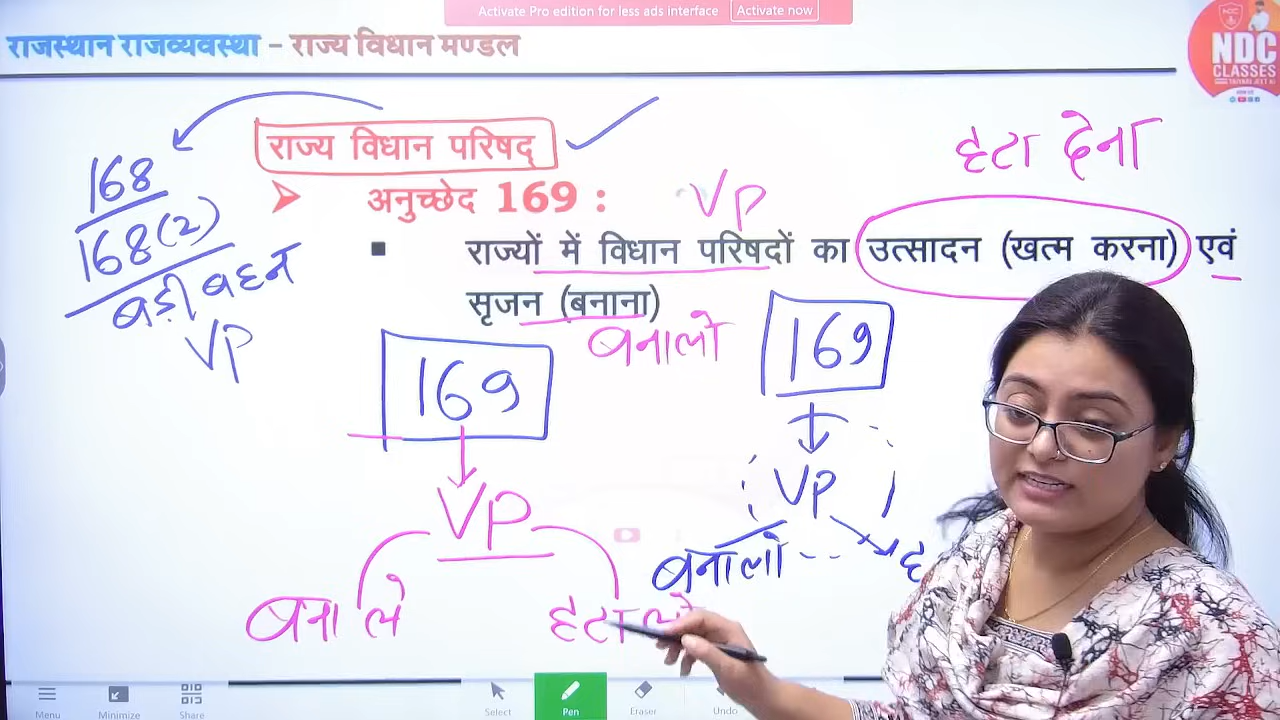 Activate Pro edition for less ads interface Activate now
राजस्थान राजव्यवस्था – राज्य विधान मण्डल
NDC
CLASSES
हटा देना
168
राज्य विधान परिषद्
168(2)
अनुच्छेद 169 :
VP
बड़ी बहन
VP
राज्यों में विधान परिषदों का उत्सादन (खत्म करना) एवं
सृजन (बनाना)
बनालो
169
169
VP
VP
बनालो
ह
बना ले
हटा लो
Menu
Minimize
Share
Select
Pen
Eraser
Undo